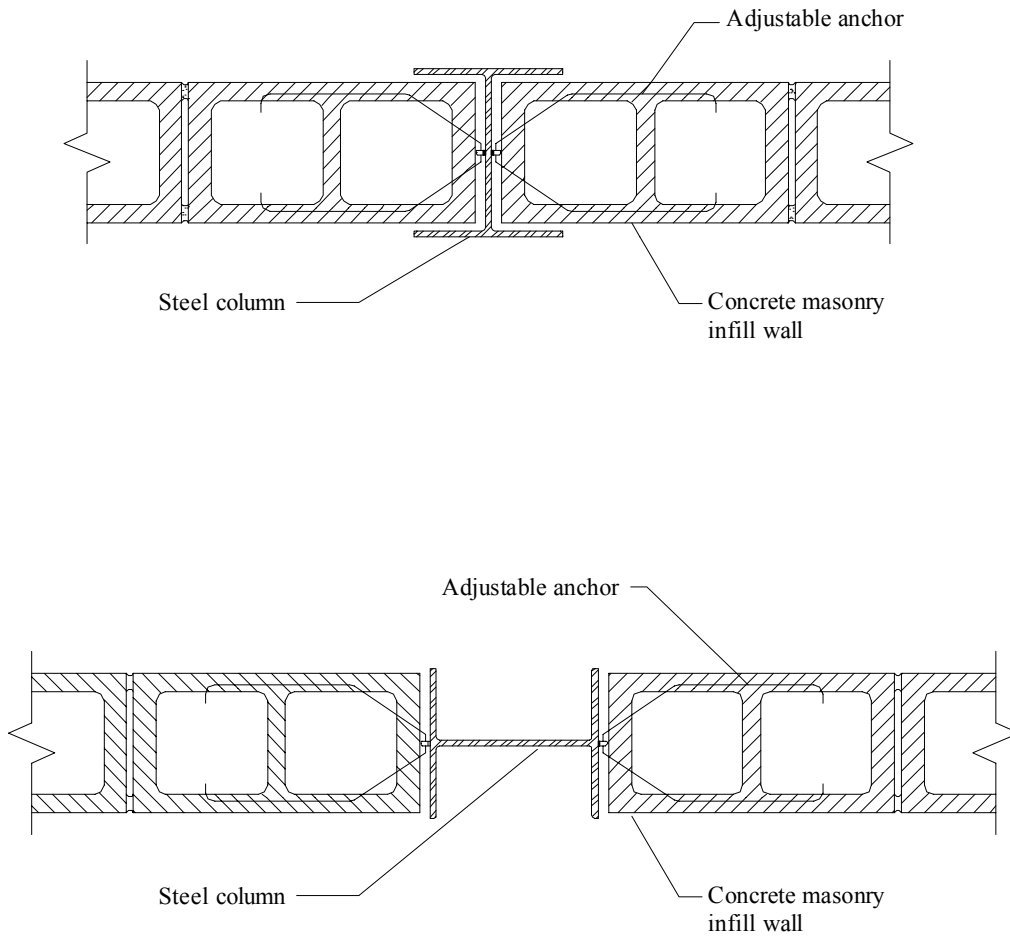 Adjustable anchor
Steel column
Concrete masonry
infill wall
Adjustable anchor
Steel column
Concrete masonry
infill wall